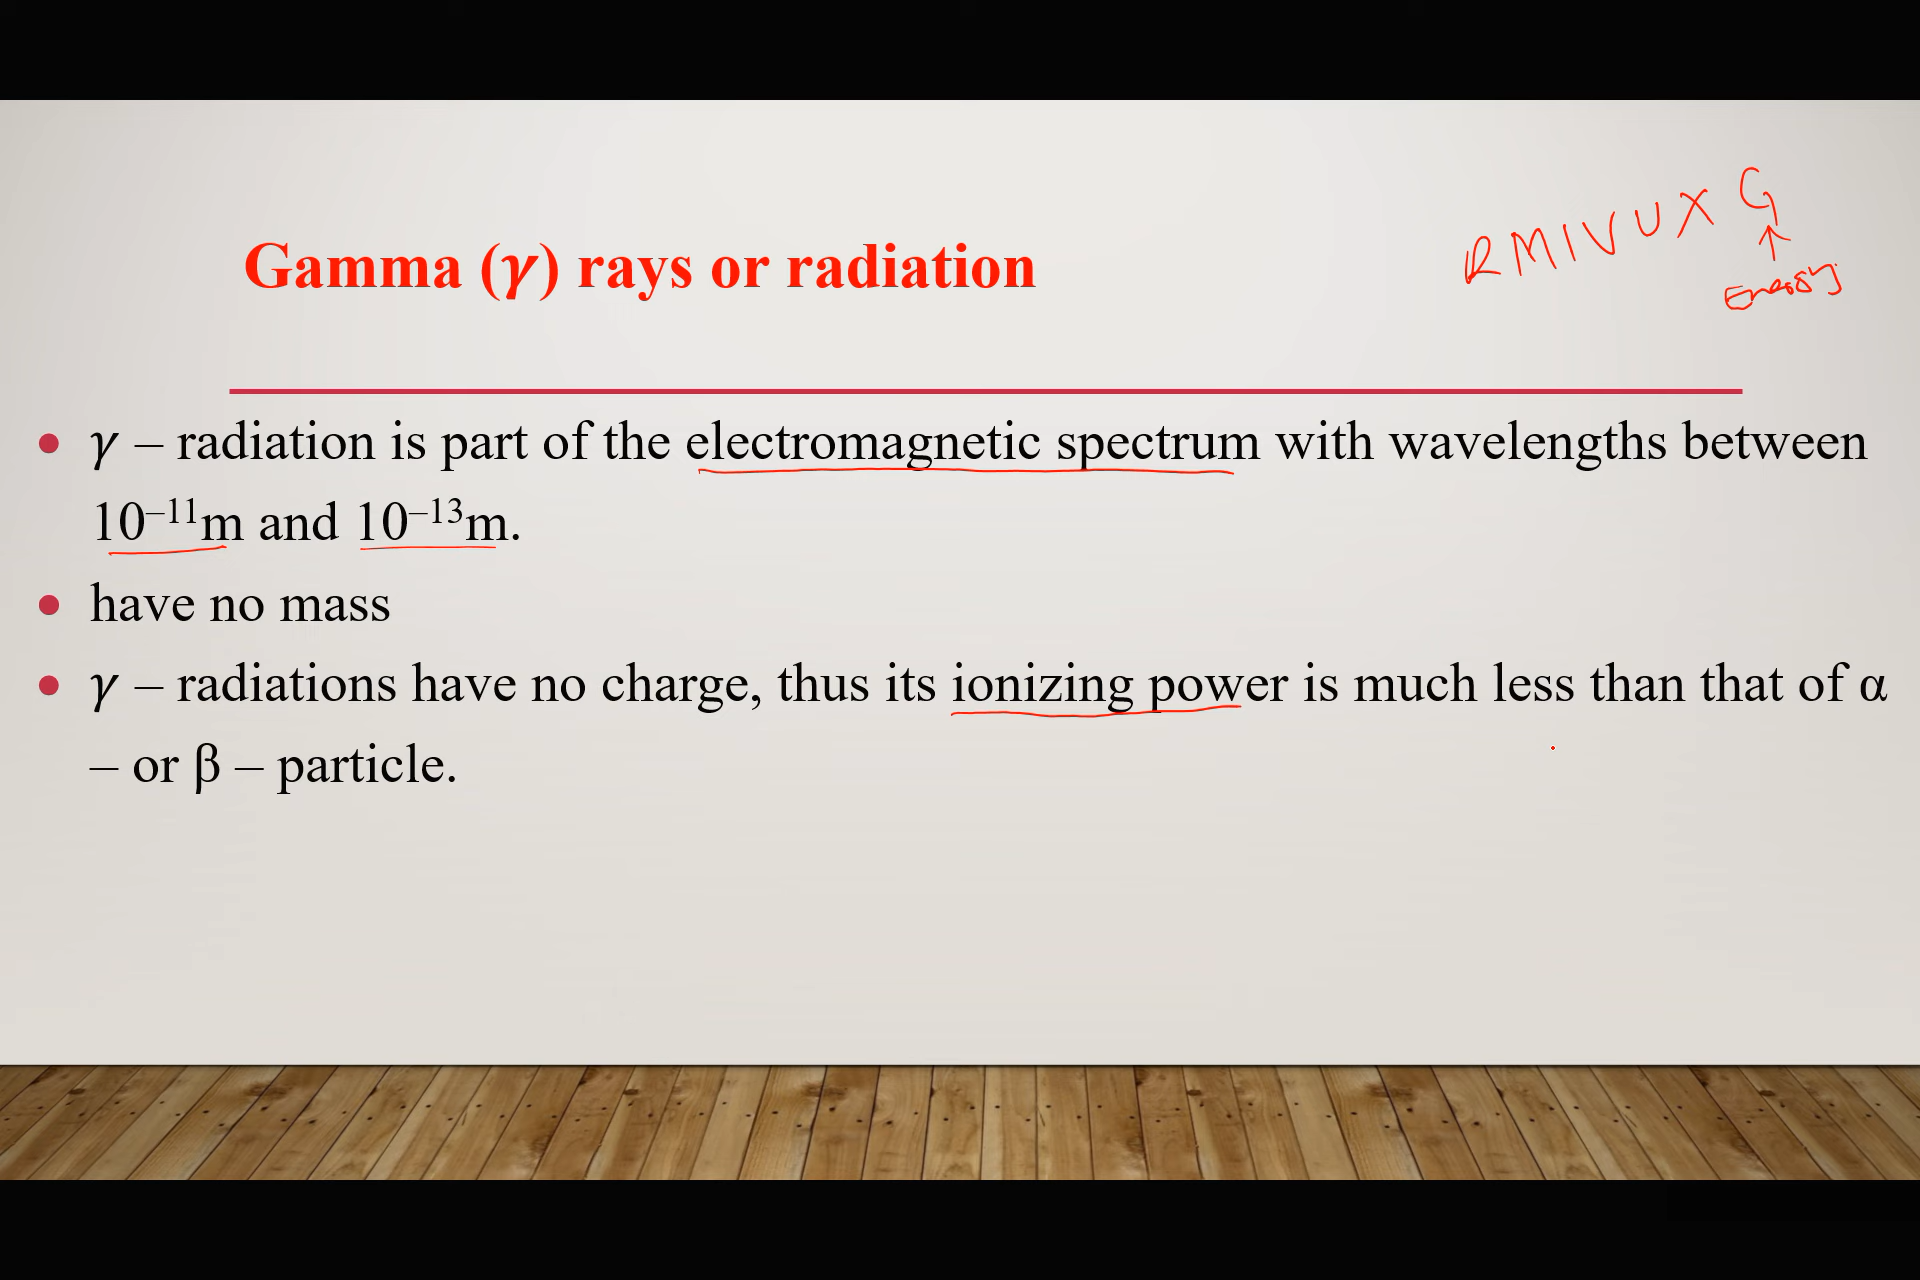 RMIVUXG
Energy
Gamma (γ) rays or radiation
• γ – radiation is part of the electromagnetic spectrum with wavelengths between
10⁻¹¹m and 10⁻¹³m.
• have no mass
• γ – radiations have no charge, thus its ionizing power is much less than that of α
– or β – particle.